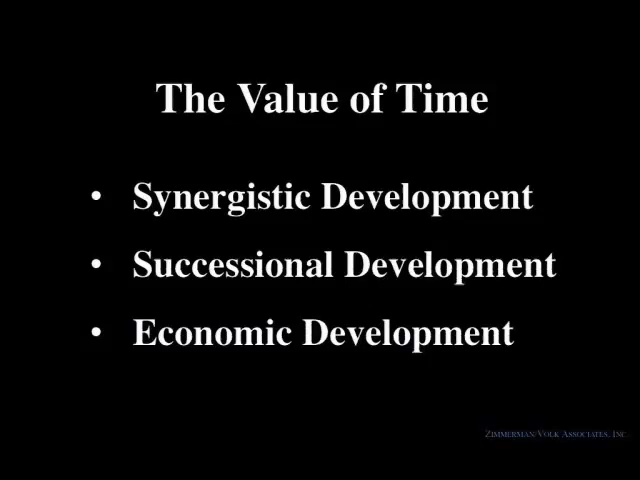 The Value of Time
• Synergistic Development
• Successional Development
• Economic Development
ZIMMERMAN/VOLK ASSOCIATES, INC.